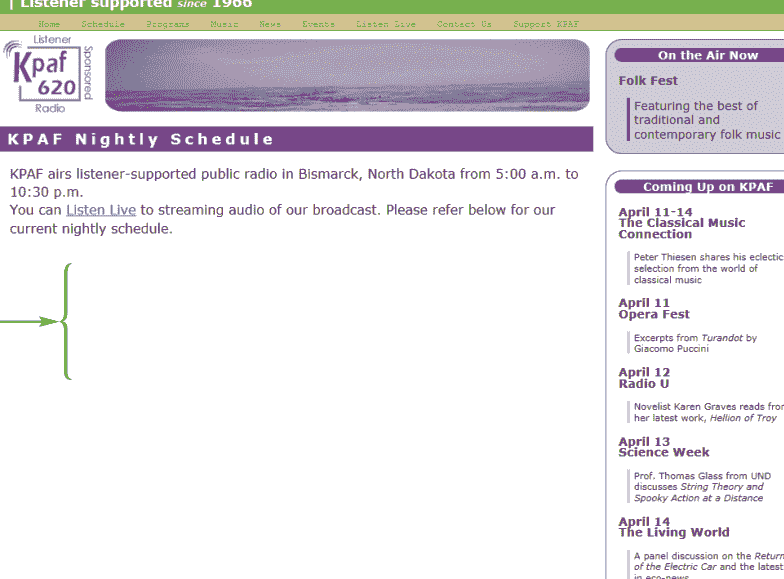 | Listener supported since 1966
Home Schedule Programs Music News Events Listen Live Contact Us Support KPAF
Listener
Kpaf
620
Sponsored
Radio
KPAF Nightly Schedule
KPAF airs listener-supported public radio in Bismarck, North Dakota from 5:00 a.m. to
10:30 p.m.
You can Listen Live to streaming audio of our broadcast. Please refer below for our
current nightly schedule.
On the Air Now
Folk Fest
Featuring the best of
traditional and
contemporary folk music
Coming Up on KPAF
April 11-14
The Classical Music
Connection
Peter Thiesen shares his eclectic
selection from the world of
classical music
April 11
Opera Fest
Excerpts from Turandot by
Giacomo Puccini
April 12
Radio U
Novelist Karen Graves reads from
her latest work, Hellion of Troy
April 13
Science Week
Prof. Thomas Glass from UND
discusses String Theory and
Spooky Action at a Distance
April 14
The Living World
A panel discussion on the Return
of the Electric Car and the latest
in eco-news